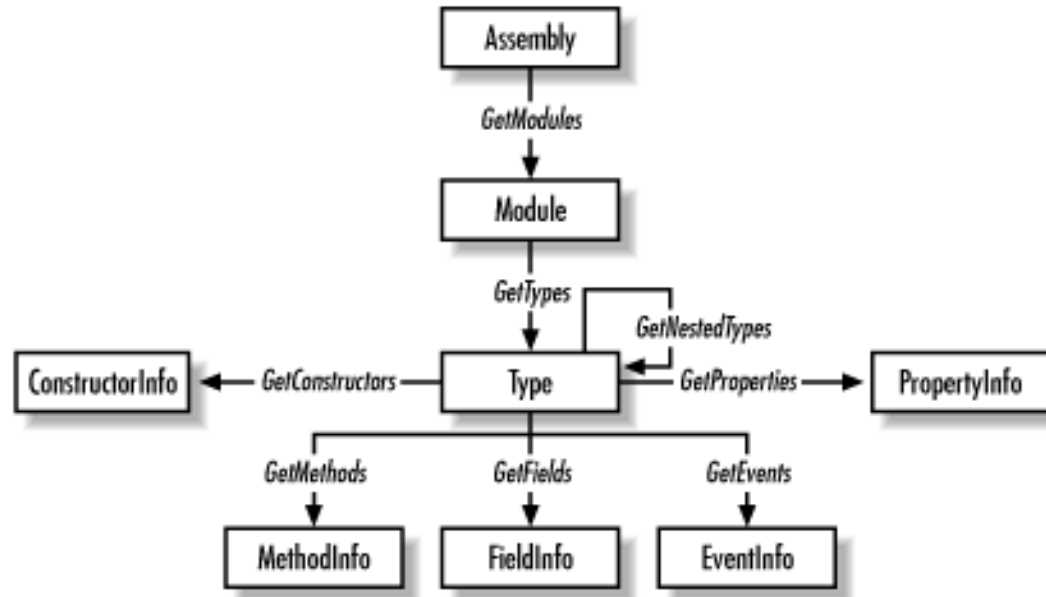 Assembly
GetModules
Module
GetTypes
GetNestedTypes
ConstructorInfo
GetConstructors
Type
GetProperties
PropertyInfo
GetMethods
GetFields
GetEvents
MethodInfo
FieldInfo
EventInfo